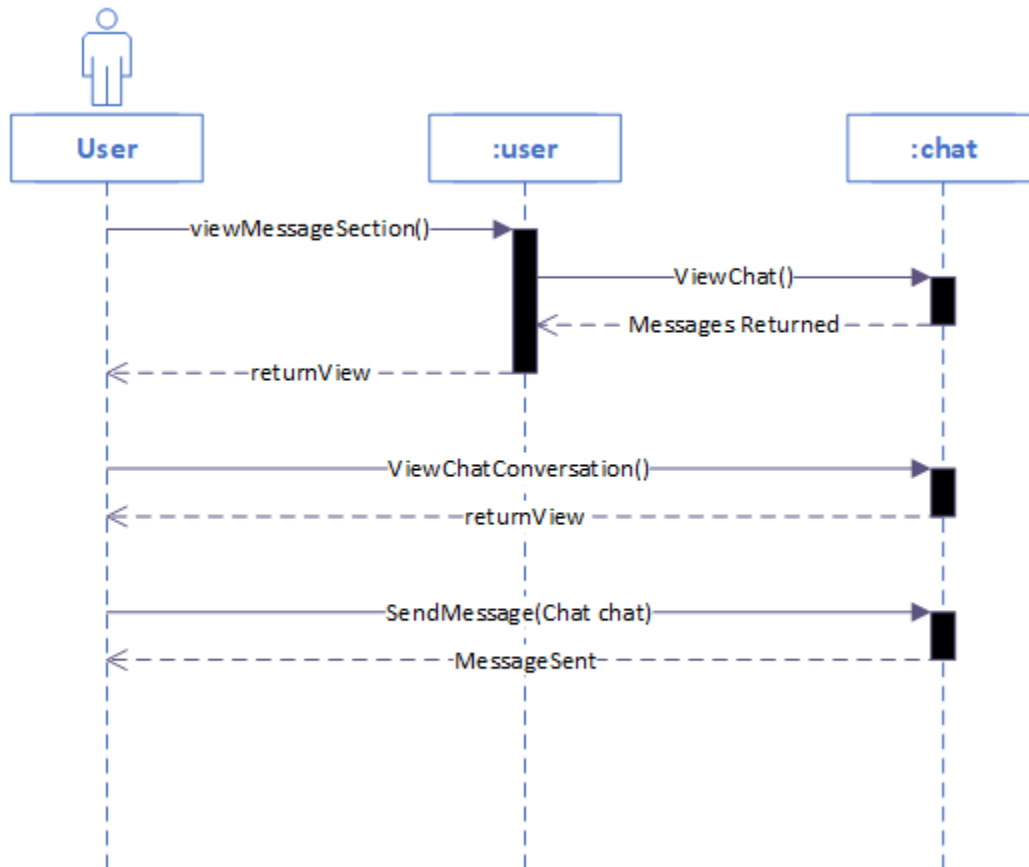 User
:user
:chat
viewMessageSection()
ViewChat()
Messages Returned
returnView
ViewChatConversation()
returnView
SendMessage(Chat chat)
MessageSent